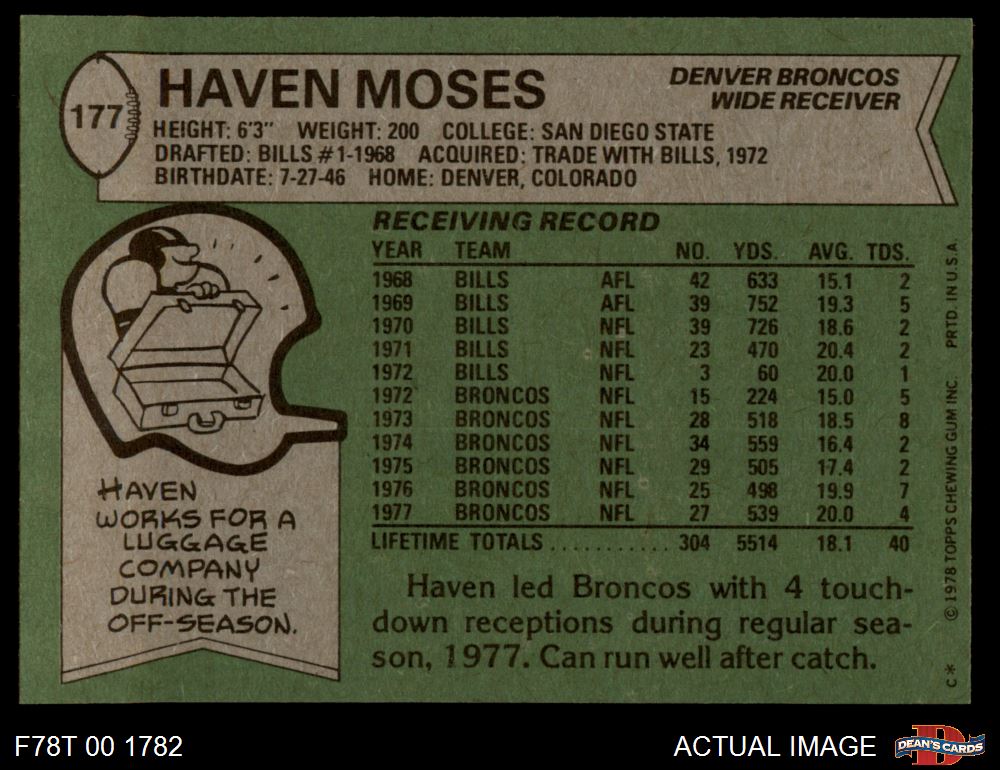 177
HAVEN MOSES
DENVER BRONCOS
WIDE RECEIVER
HEIGHT: 6'3" WEIGHT: 200 COLLEGE: SAN DIEGO STATE
DRAFTED: BILLS #1-1968 ACQUIRED: TRADE WITH BILLS, 1972
BIRTHDATE: 7-27-46 HOME: DENVER, COLORADO
RECEIVING RECORD
YEAR TEAM NO. YDS. AVG. TDS.
1968 BILLS AFL 42 633 15.1 2
1969 BILLS AFL 39 752 19.3 5
1970 BILLS NFL 39 726 18.6 2
1971 BILLS NFL 23 470 20.4 2
1972 BILLS NFL 3 60 20.0 1
1972 BRONCOS NFL 15 224 15.0 5
1973 BRONCOS NFL 28 518 18.5 8
1974 BRONCOS NFL 34 559 16.4 2
1975 BRONCOS NFL 29 505 17.4 2
1976 BRONCOS NFL 25 498 19.9 7
1977 BRONCOS NFL 27 539 20.0 4
LIFETIME TOTALS........... 304 5514 18.1 40
Haven led Broncos with 4 touch-
down receptions during regular sea-
son, 1977. Can run well after catch.
HAVEN
WORKS FOR A
LUGGAGE
COMPANY
DURING THE
OFF-SEASON.
C* © 1978 TOPPS CHEWING GUM INC. PRTD. IN U.S.A.
F78T 00 1782
ACTUAL IMAGE
D
DEAN'S CARDS